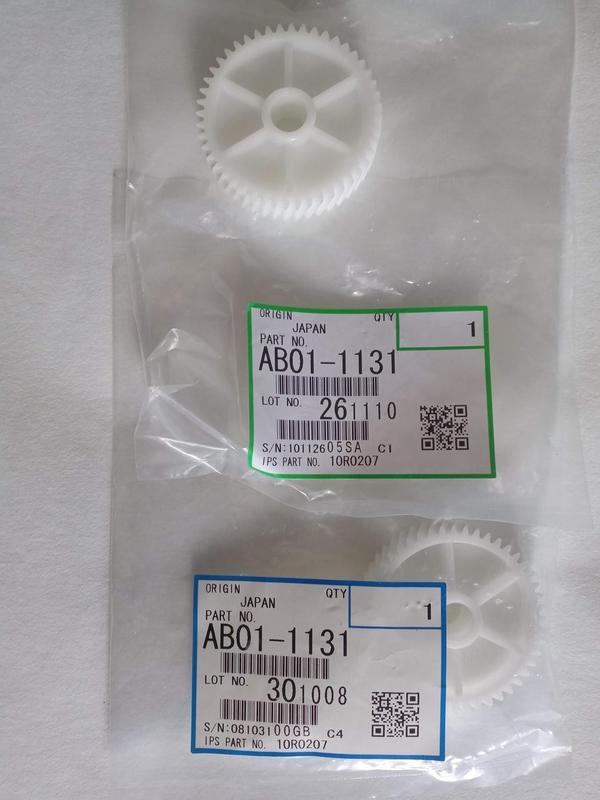 ORIGIN QTY
JAPAN 1
PART NO.
AB01-1131
LOT NO. 261110
S/N:10112605SA C1
IPS PART NO. 10R0207
ORIGIN QTY
JAPAN 1
PART NO.
AB01-1131
LOT NO. 301008
S/N:08103100GB C4
IPS PART NO. 10R0207